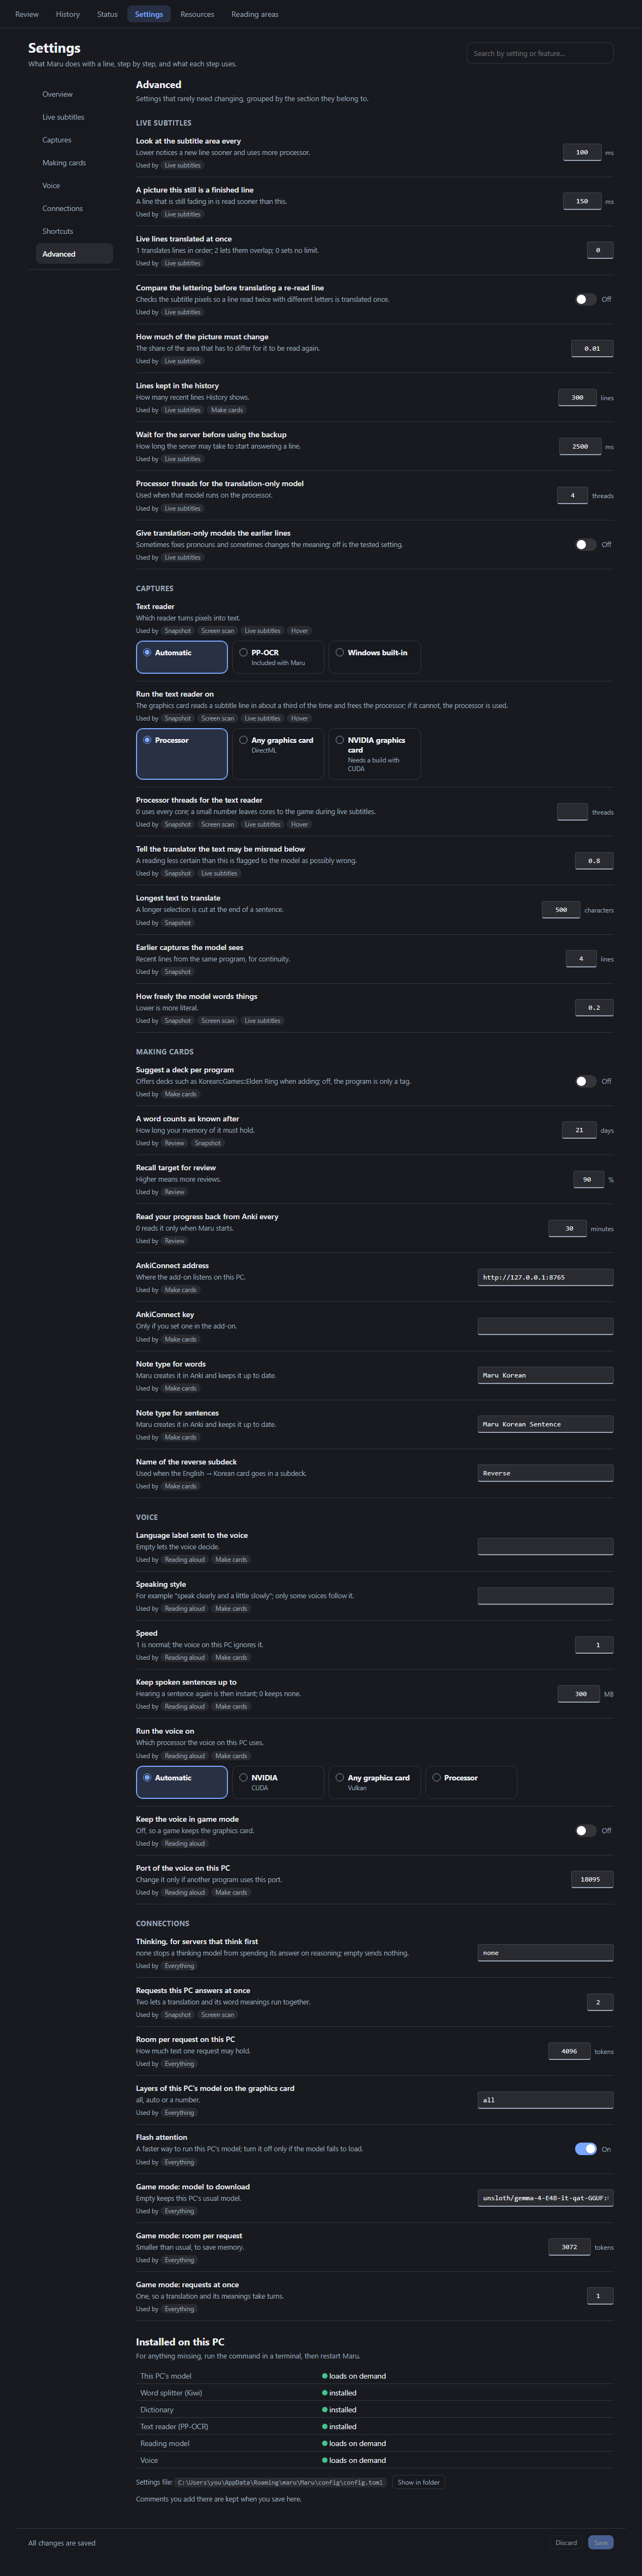 Review History Status Settings Resources Reading areas
Settings
What Maru does with a line, step by step, and what each step uses.
Search by setting or feature...
Overview
Live subtitles
Captures
Making cards
Voice
Connections
Shortcuts
Advanced
Advanced
Settings that rarely need changing, grouped by the section they belong to.
LIVE SUBTITLES
Look at the subtitle area every
Lower notices a new line sooner and uses more processor.
Used by Live subtitles
100 ms
A picture this still is a finished line
A line that is still fading in is read sooner than this.
Used by Live subtitles
150 ms
Live lines translated at once
1 translates lines in order; 2 lets them overlap; 0 sets no limit.
Used by Live subtitles
0
Compare the lettering before translating a re-read line
Checks the subtitle pixels so a line read twice with different letters is translated once.
Used by Live subtitles
Off
How much of the picture must change
The share of the area that has to differ for it to be read again.
Used by Live subtitles
0.01
Lines kept in the history
How many recent lines History shows.
Used by Live subtitles Make cards
300 lines
Wait for the server before using the backup
How long the server may take to start answering a line.
Used by Live subtitles
2500 ms
Processor threads for the translation-only model
Used when that model runs on the processor.
Used by Live subtitles
4 threads
Give translation-only models the earlier lines
Sometimes fixes pronouns and sometimes changes the meaning; off is the tested setting.
Used by Live subtitles
Off
CAPTURES
Text reader
Which reader turns pixels into text.
Used by Snapshot Screen scan Live subtitles Hover
Automatic
PP-OCR
Included with Maru
Windows built-in
Run the text reader on
The graphics card reads a subtitle line in about a third of the time and frees the processor; if it cannot, the processor is used.
Used by Snapshot Screen scan Live subtitles Hover
Processor
Any graphics card
DirectML
NVIDIA graphics card
Needs a build with CUDA
Processor threads for the text reader
0 uses every core; a small number leaves cores to the game during live subtitles.
Used by Snapshot Screen scan Live subtitles Hover
threads
Tell the translator the text may be misread below
A reading less certain than this is flagged to the model as possibly wrong.
Used by Snapshot Live subtitles
0.8
Longest text to translate
A longer selection is cut at the end of a sentence.
Used by Snapshot
500 characters
Earlier captures the model sees
Recent lines from the same program, for continuity.
Used by Snapshot
4 lines
How freely the model words things
Lower is more literal.
Used by Snapshot Screen scan Live subtitles
0.2
MAKING CARDS
Suggest a deck per program
Offers decks such as Korean::Games::Elden Ring when adding; off, the program is only a tag.
Used by Make cards
Off
A word counts as known after
How long your memory of it must hold.
Used by Review Snapshot
21 days
Recall target for review
Higher means more reviews.
Used by Review
90 %
Read your progress back from Anki every
0 reads it only when Maru starts.
Used by Review
30 minutes
AnkiConnect address
Where the add-on listens on this PC.
Used by Make cards
http://127.0.0.1:8765
AnkiConnect key
Only if you set one in the add-on.
Used by Make cards
Note type for words
Maru creates it in Anki and keeps it up to date.
Used by Make cards
Maru Korean
Note type for sentences
Maru creates it in Anki and keeps it up to date.
Used by Make cards
Maru Korean Sentence
Name of the reverse subdeck
Used when the English → Korean card goes in a subdeck.
Used by Make cards
Reverse
VOICE
Language label sent to the voice
Empty lets the voice decide.
Used by Reading aloud Make cards
Speaking style
For example "speak clearly and a little slowly"; only some voices follow it.
Used by Reading aloud Make cards
Speed
1 is normal; the voice on this PC ignores it.
Used by Reading aloud Make cards
1
Keep spoken sentences up to
Hearing a sentence again is then instant; 0 keeps none.
Used by Reading aloud Make cards
300 MB
Run the voice on
Which processor the voice on this PC uses.
Used by Reading aloud Make cards
Automatic
NVIDIA
CUDA
Any graphics card
Vulkan
Processor
Keep the voice in game mode
Off, so a game keeps the graphics card.
Used by Reading aloud
Off
Port of the voice on this PC
Change it only if another program uses this port.
Used by Reading aloud Make cards
18095
CONNECTIONS
Thinking, for servers that think first
none stops a thinking model from spending its answer on reasoning; empty sends nothing.
Used by Everything
none
Requests this PC answers at once
Two lets a translation and its word meanings run together.
Used by Snapshot Screen scan
2
Room per request on this PC
How much text one request may hold.
Used by Everything
4096 tokens
Layers of this PC's model on the graphics card
all, auto or a number.
Used by Everything
all
Flash attention
A faster way to run this PC's model; turn it off only if the model fails to load.
Used by Everything
On
Game mode: model to download
Empty keeps this PC's usual model.
Used by Everything
unsloth/gemma-4-E4B-it-qat-GGUF:
Game mode: room per request
Smaller than usual, to save memory.
Used by Everything
3072 tokens
Game mode: requests at once
One, so a translation and its meanings take turns.
Used by Everything
1
Installed on this PC
For anything missing, run the command in a terminal, then restart Maru.
This PC's model loads on demand
Word splitter (Kiwi) installed
Dictionary installed
Text reader (PP-OCR) installed
Reading model loads on demand
Voice loads on demand
Settings file: C:\Users\you\AppData\Roaming\maru\Maru\config\config.toml Show in folder
Comments you add there are kept when you save here.
All changes are saved
Discard Save